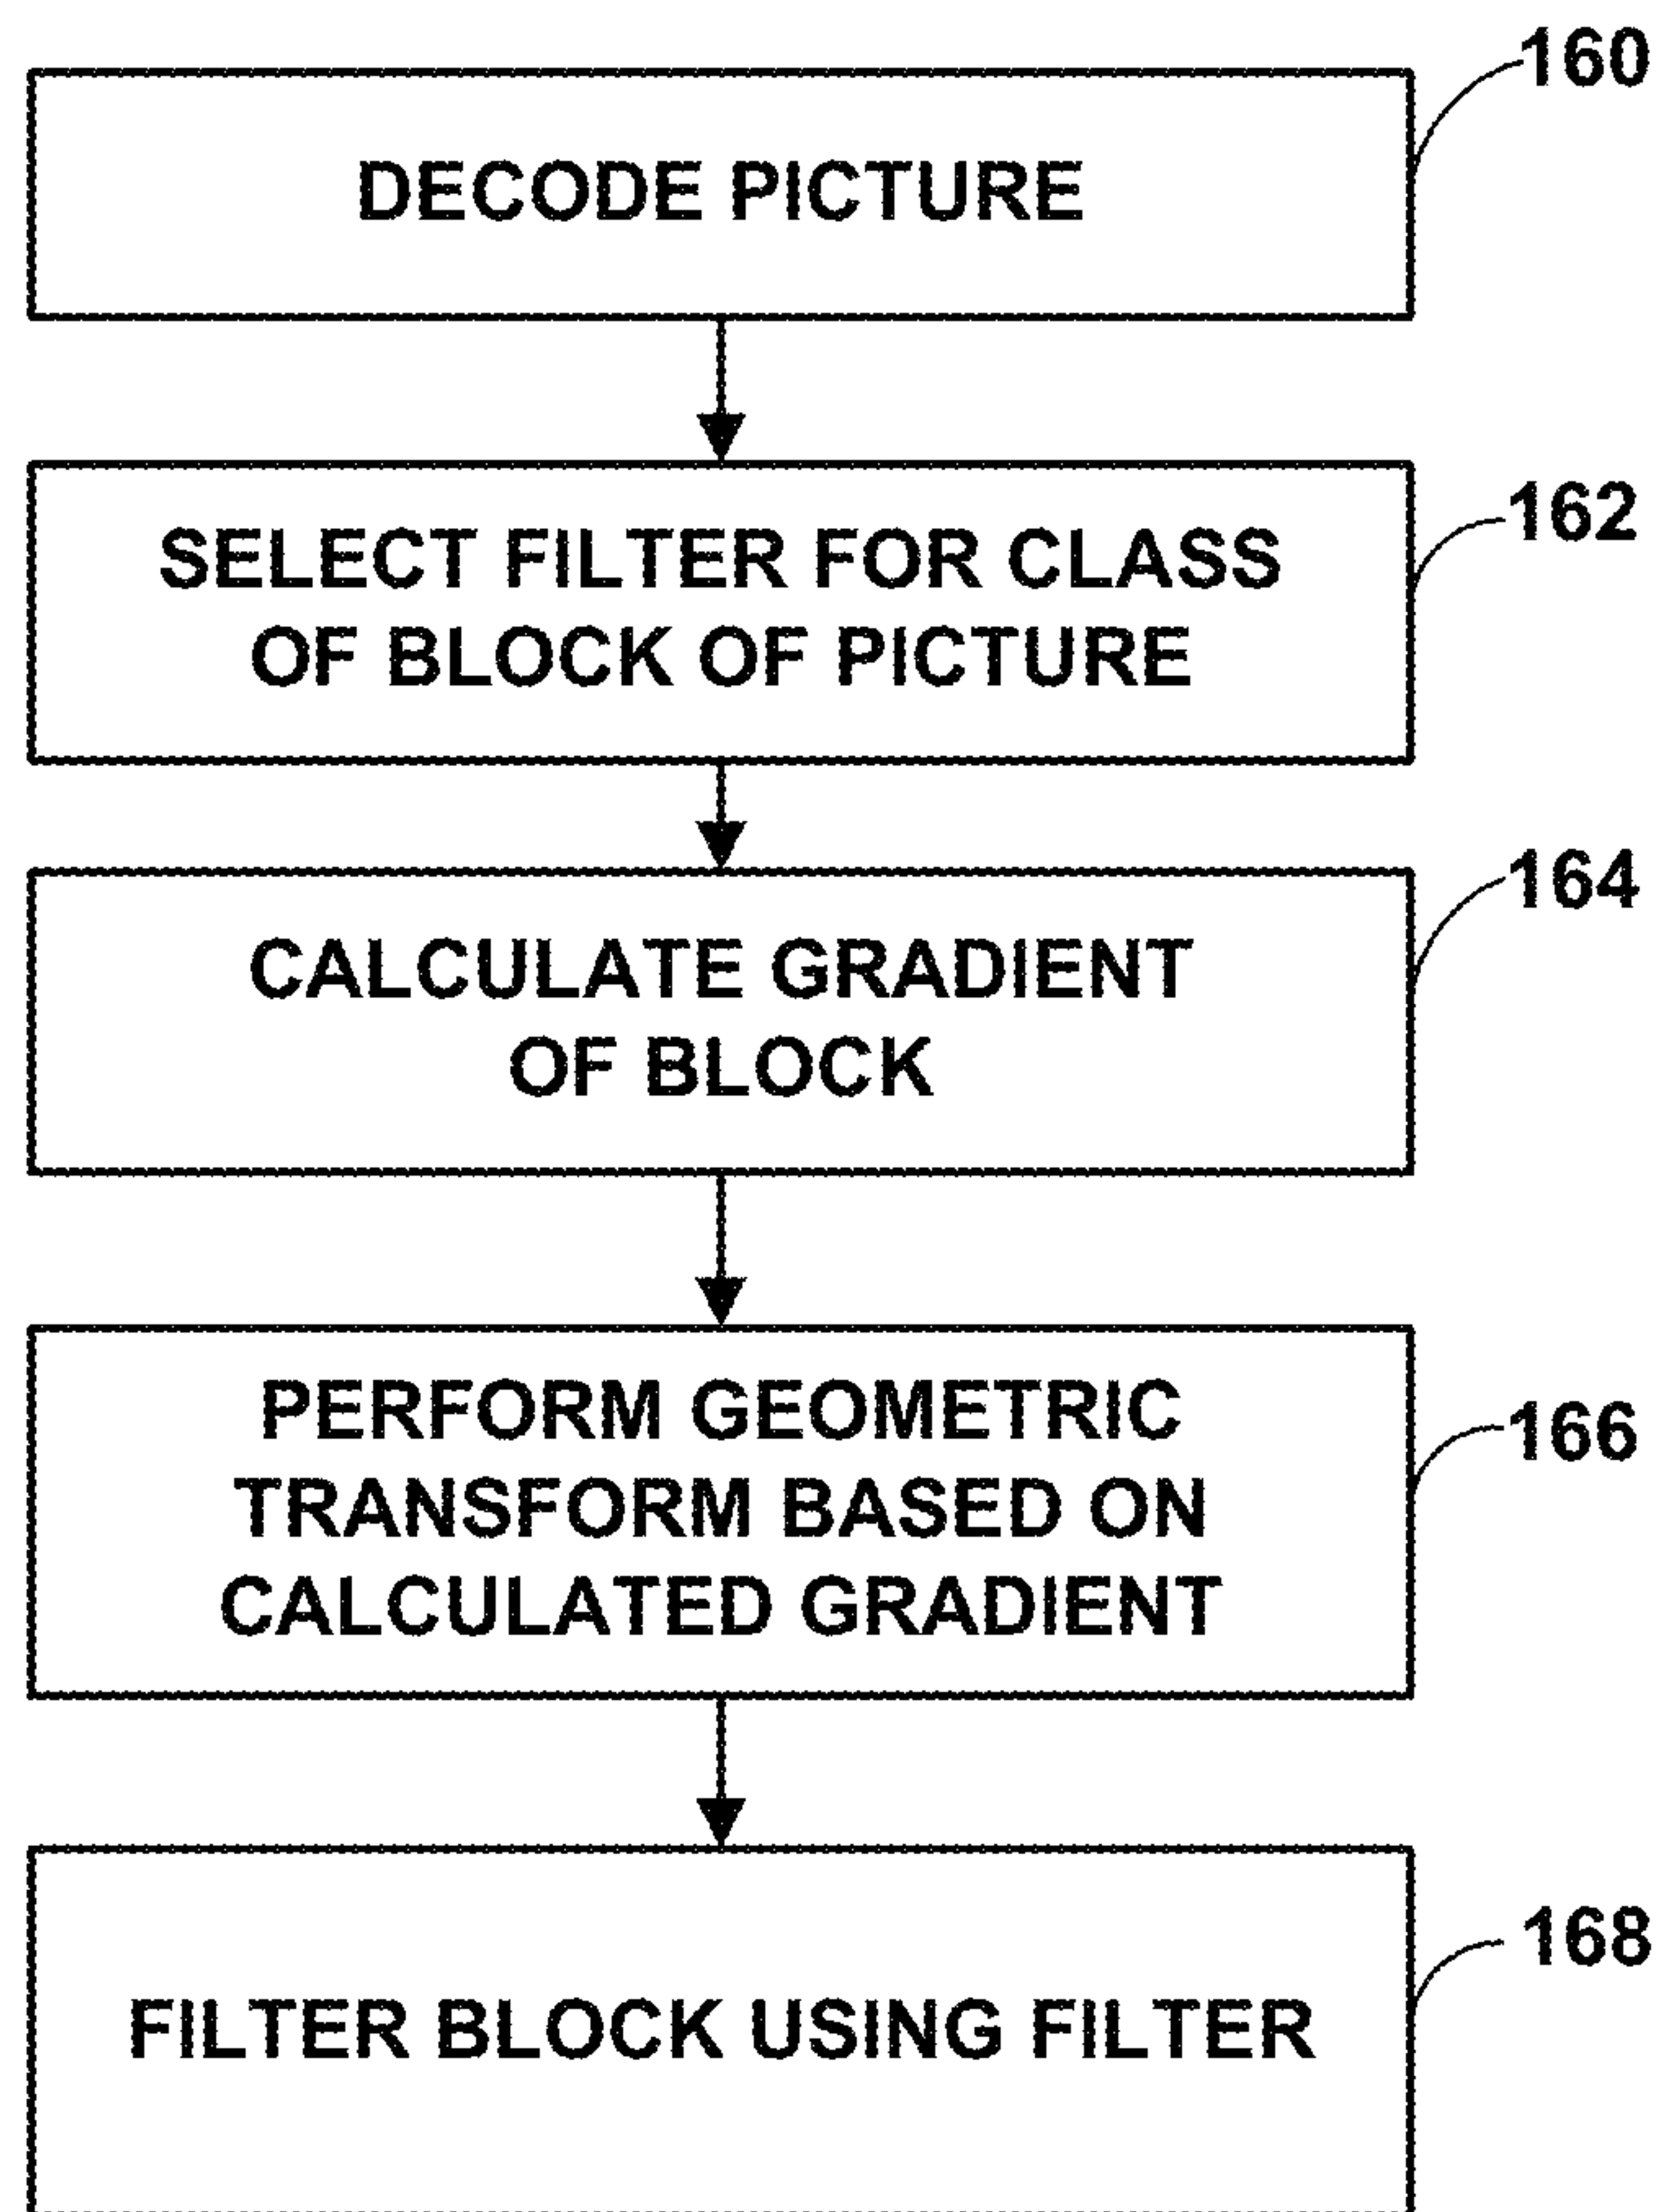 160
DECODE PICTURE
162
SELECT FILTER FOR CLASS
OF BLOCK OF PICTURE
164
CALCULATE GRADIENT
OF BLOCK
166
PERFORM GEOMETRIC
TRANSFORM BASED ON
CALCULATED GRADIENT
168
FILTER BLOCK USING FILTER